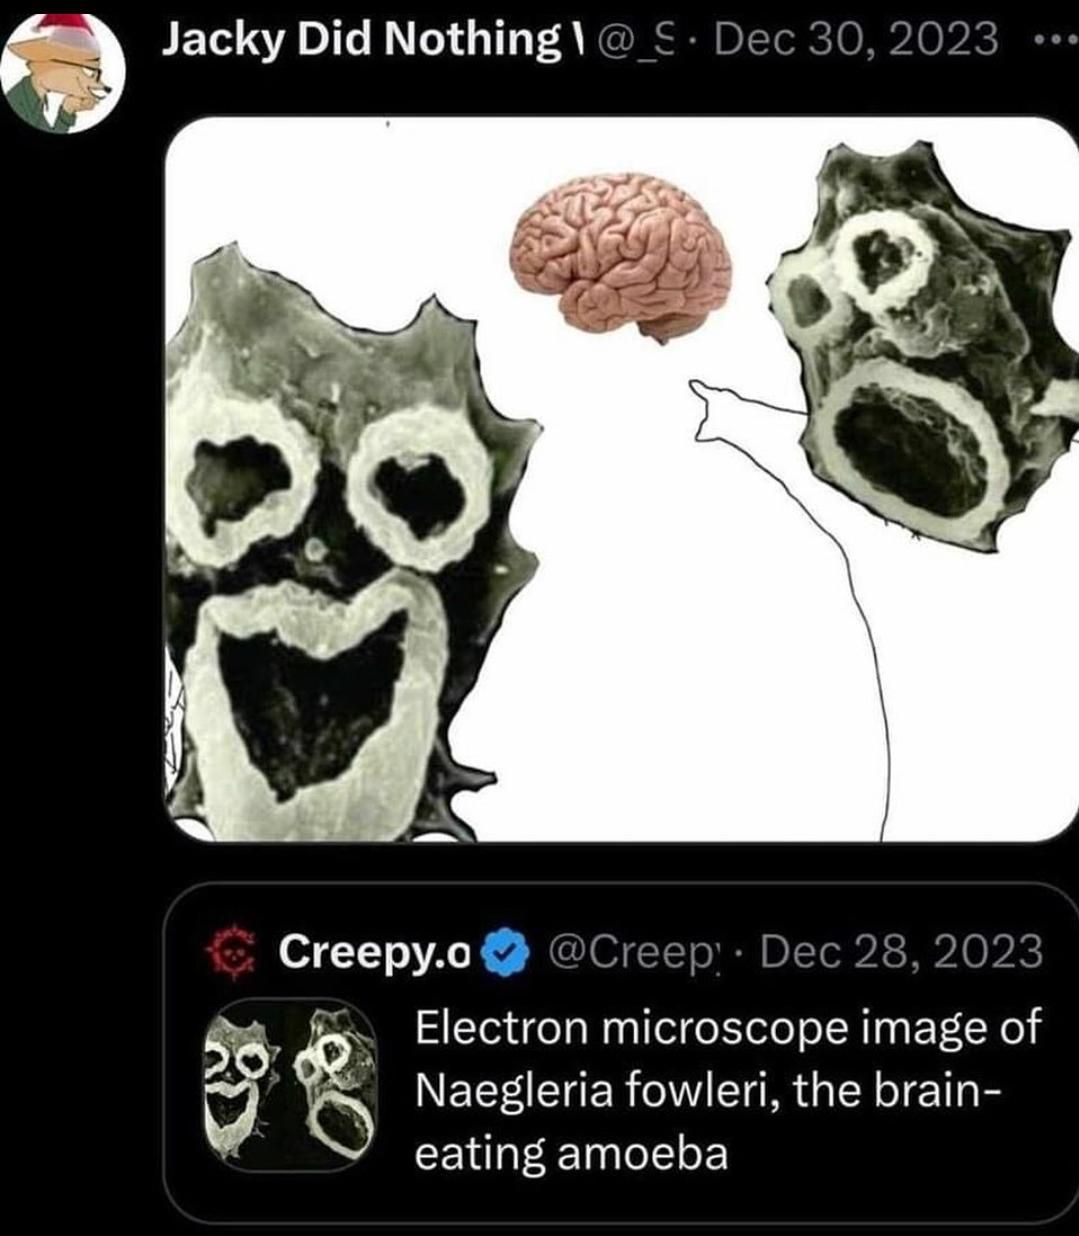 Jacky Did Nothing \ @_S · Dec 30, 2023 ...
Creepy.o @Creep · Dec 28, 2023
Electron microscope image of
Naegleria fowleri, the brain-
eating amoeba